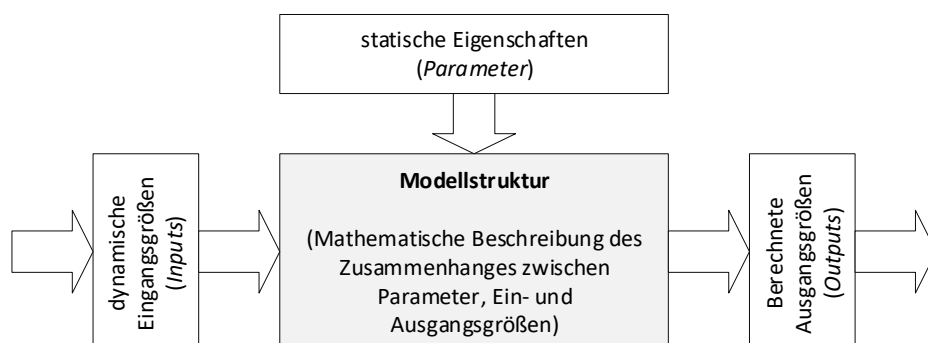 statische Eigenschaften
(Parameter)
dynamische
Eingangsgrößen
(Inputs)
Modellstruktur
(Mathematische Beschreibung des
Zusammenhanges zwischen
Parameter, Ein- und
Ausgangsgrößen)
Berechnete
Ausgangsgrößen
(Outputs)